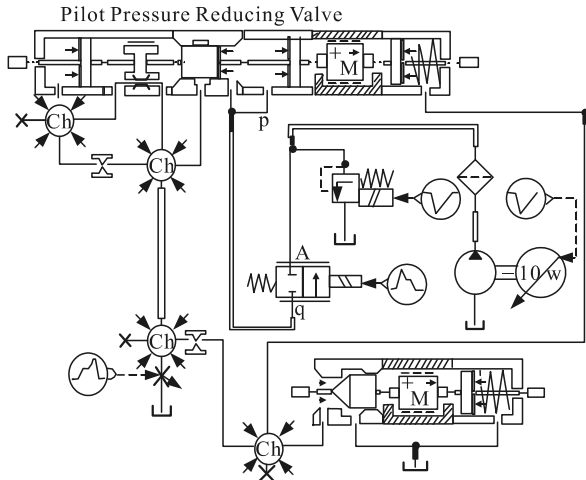 Pilot Pressure Reducing Valve
+
M
Ch
p
Ch
A
10 w
q
Ch
+
M
Ch